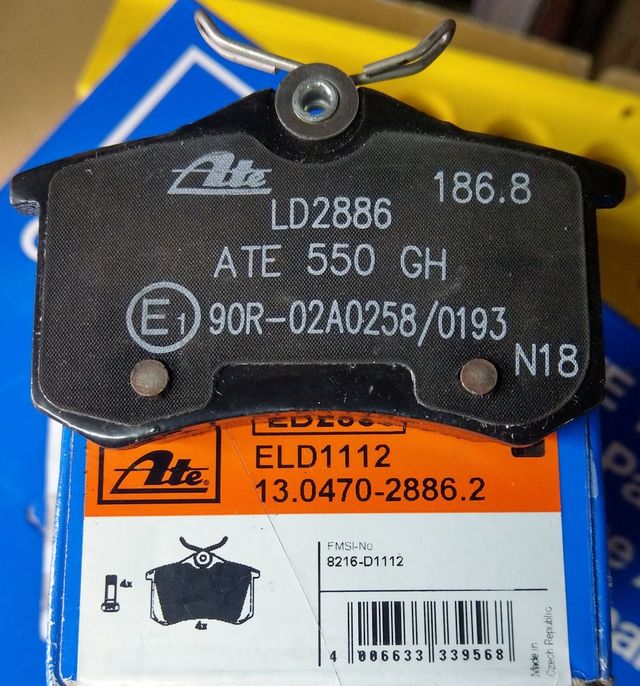 Ate
186.8
LD2886
ATE 550 GH
E1 90R-02A0258/0193
N18
Ate
ELD1112
13.0470-2886.2
FMSI-No
8216-D1112
4x
4x
4 006633 339568
Made in
Czech Republic